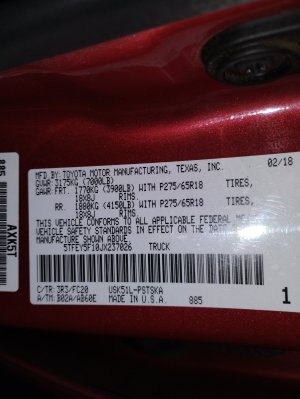 MFD.BY: TOYOTA MOTOR MANUFACTURING, TEXAS, INC. 02/18
GVWR 3175KG (7000LB)
GAWR: FRT. 1770KG (3900LB) WITH P275/65R18 TIRES,
18X8J RIMS.
RR. 1880KG (4150LB) WITH P275/65R18 TIRES,
18X8J RIMS.
THIS VEHICLE CONFORMS TO ALL APPLICABLE FEDERAL
VEHICLE SAFETY STANDARDS IN EFFECT ON THE DATE
MANUFACTURE SHOWN ABOVE
5TFEY5F10JX237026 TRUCK
C/TR: 3R3/FC20 USK51L-PSTSKA
A/TM: B02A/AB60E MADE IN U.S.A. 885 1
885
AXKST